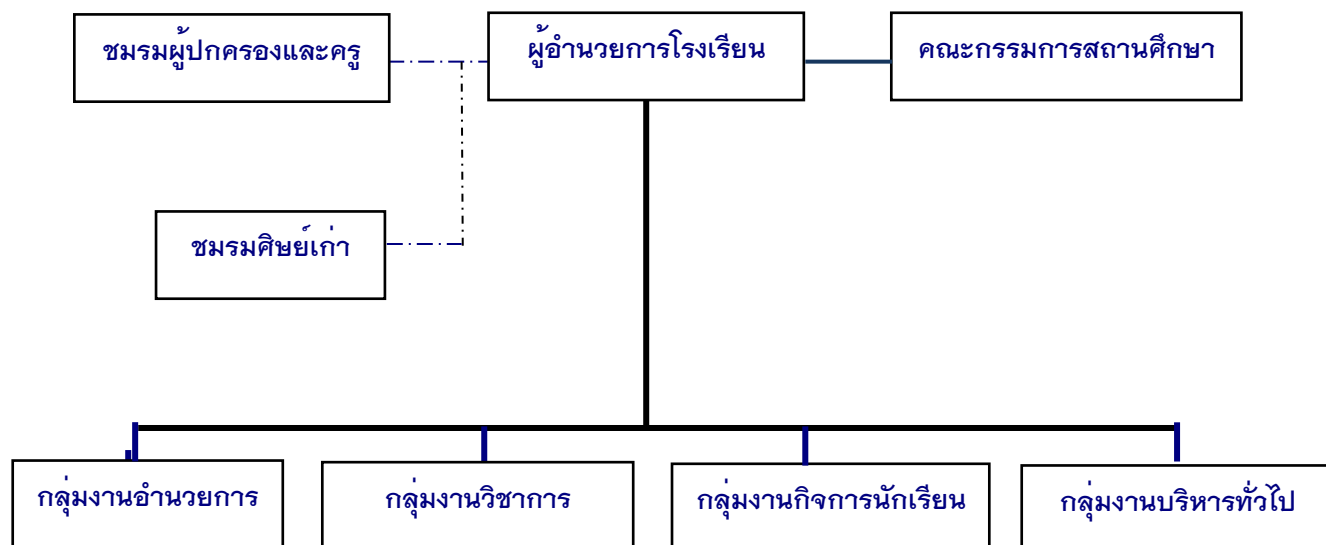 ชมรมผู้ปกครองและครู
ผู้อำนวยการโรงเรียน
คณะกรรมการสถานศึกษา
ชมรมศิษย์เก่า
กลุ่มงานอำนวยการ
กลุ่มงานวิชาการ
กลุ่มงานกิจการนักเรียน
กลุ่มงานบริหารทั่วไป